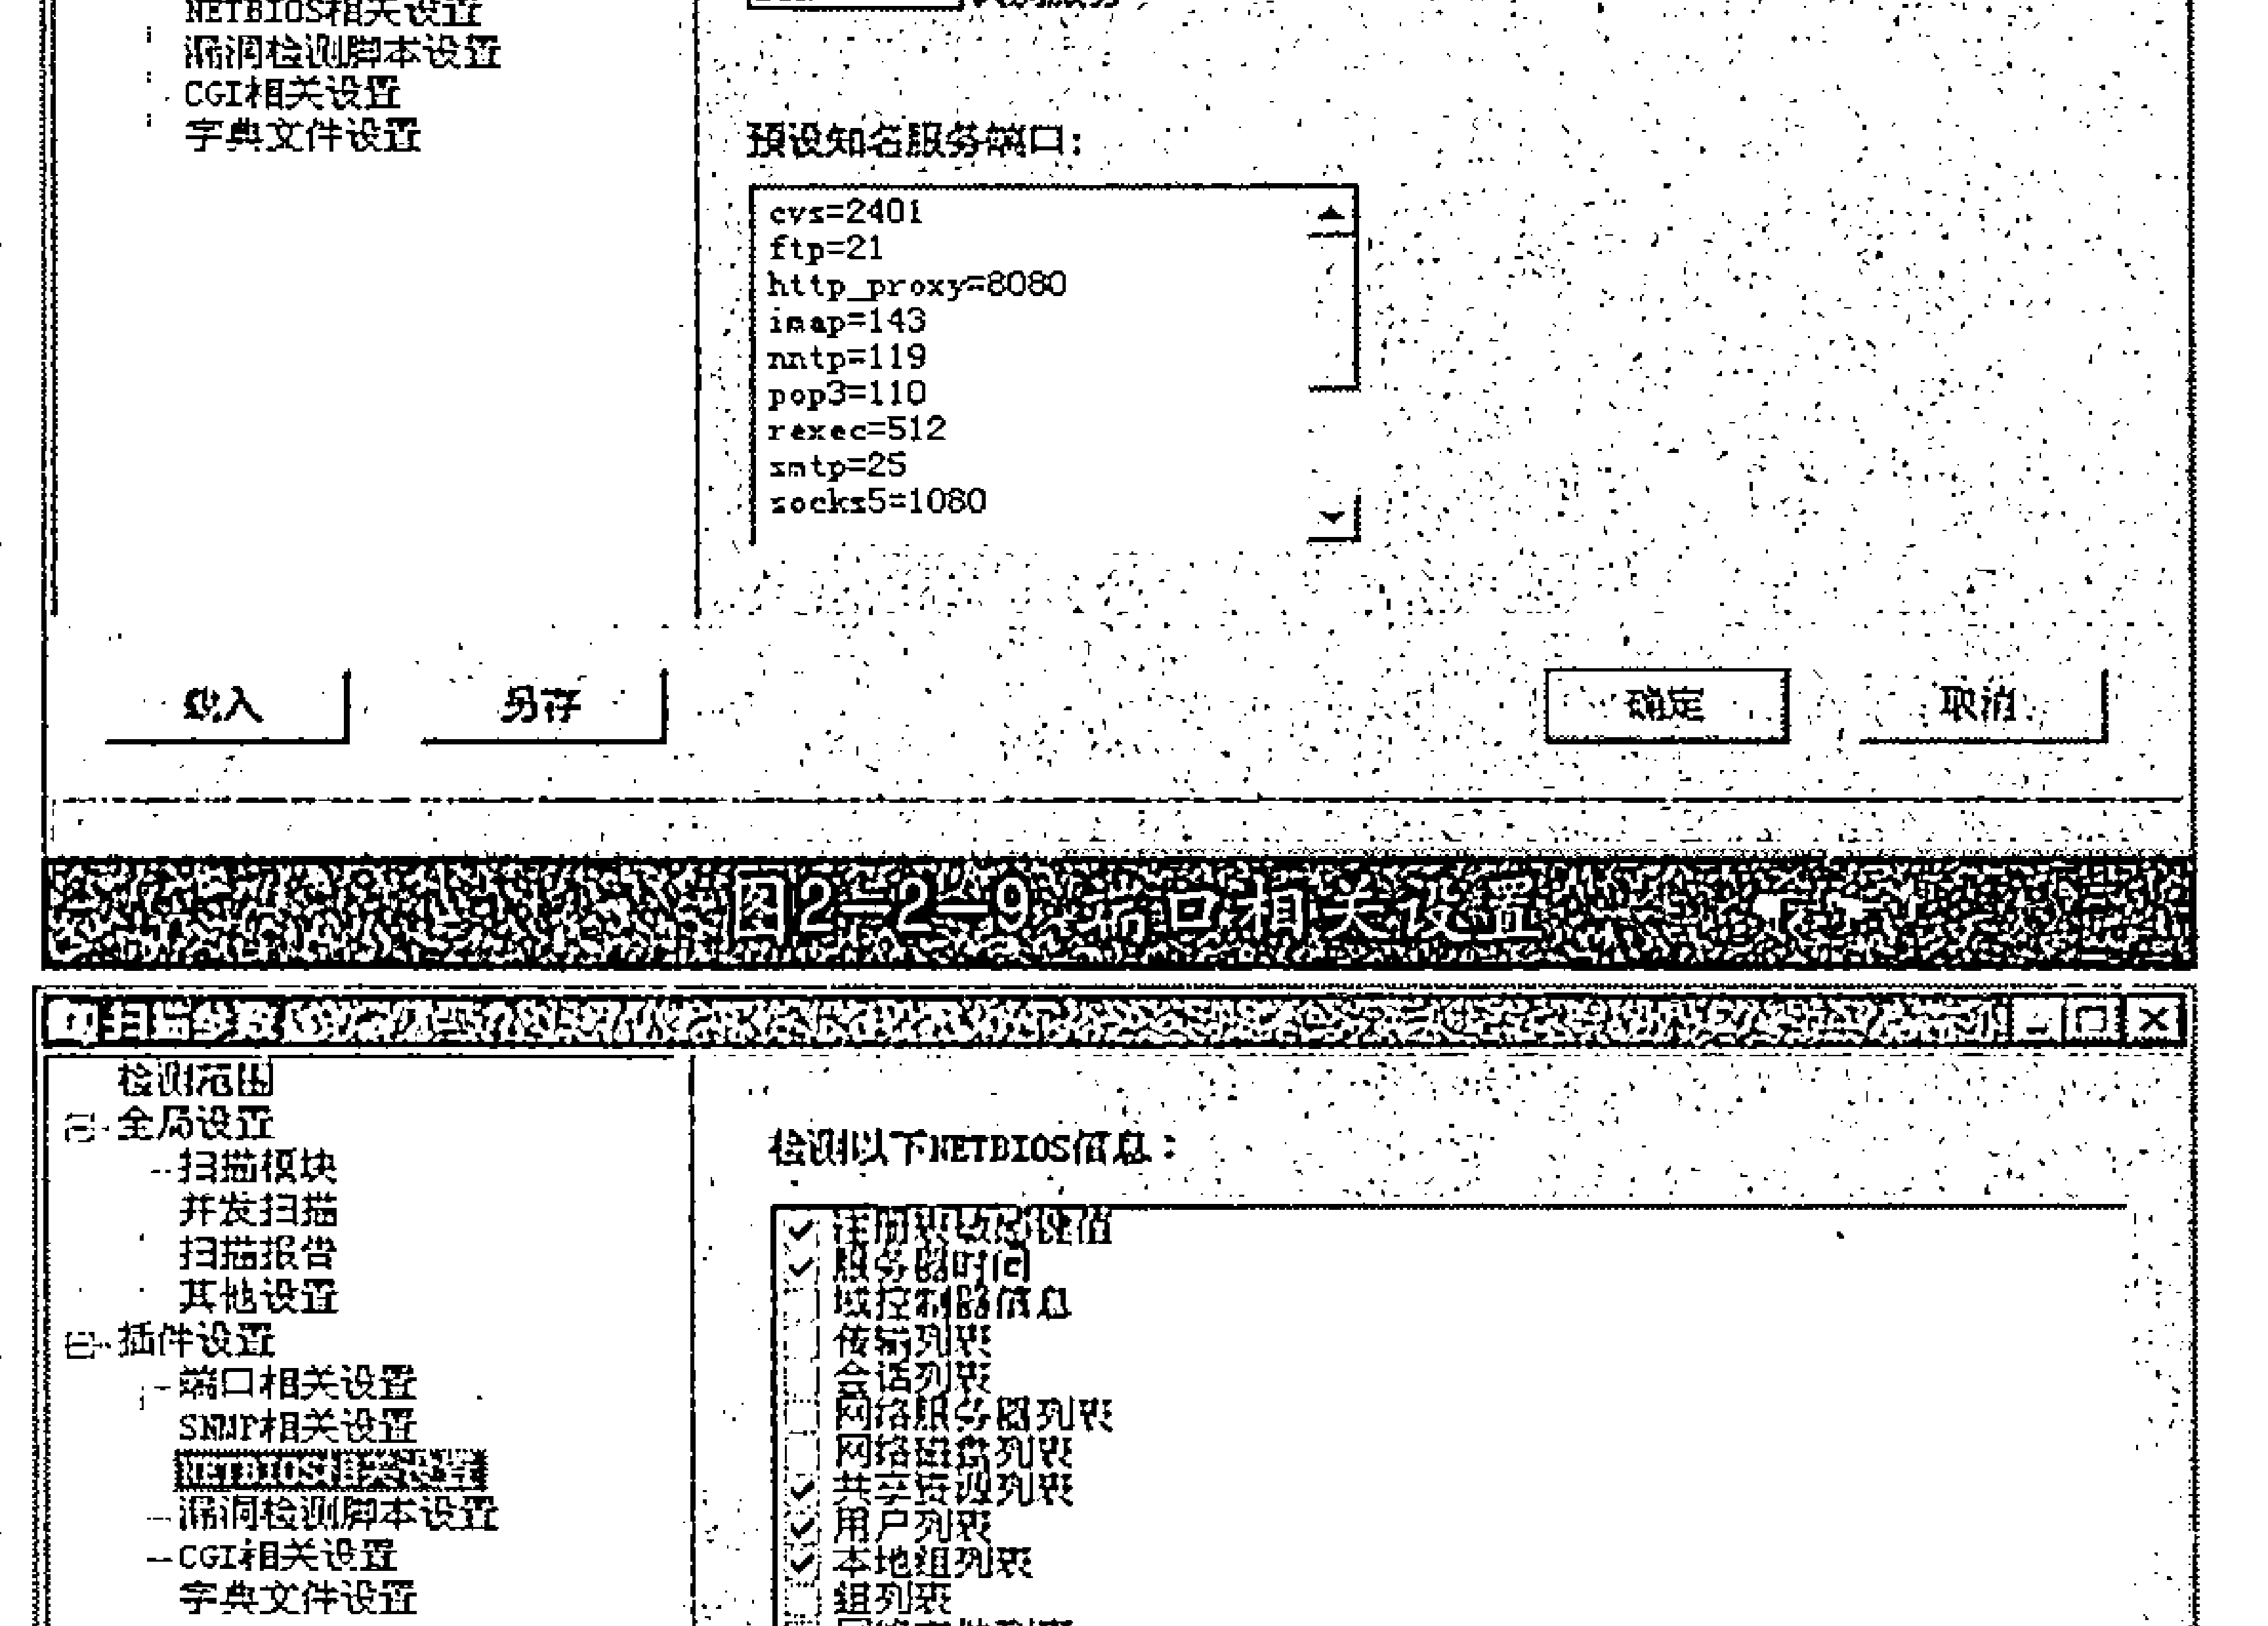 NETBIOS相关设置
漏洞检测脚本设置
CGI相关设置
字典文件设置
预设知名服务端口:
cvs=2401
ftp=21
http_proxy=8080
imap=143
nntp=119
pop3=110
rexec=512
smtp=25
socks5=1080
载入
另存
确定
取消
图2-2-9 端口相关设置
扫描参数
检测范围
全局设置
扫描模块
并发扫描
扫描报告
其他设置
插件设置
端口相关设置
SNMP相关设置
NETBIOS相关设置
漏洞检测脚本设置
CGI相关设置
字典文件设置
检测以下NETBIOS信息:
注册表敏感键值
服务器时间
域控制器信息
传输列表
会话列表
网络服务器列表
网络磁盘列表
共享资源列表
用户列表
本地组列表
组列表